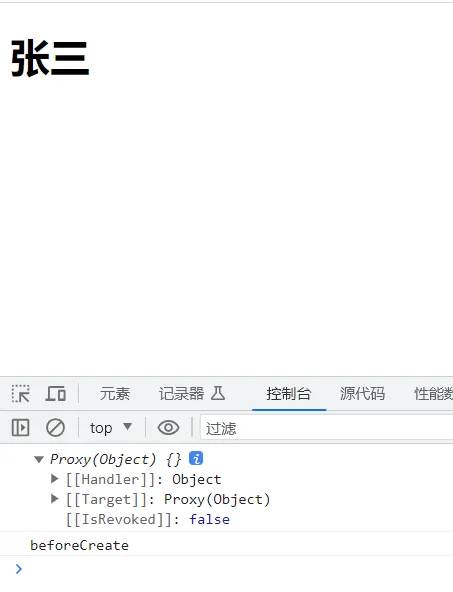 张三
元素 记录器 控制台 源代码 性能数
top 过滤
Proxy(Object) {} i
[[Handler]]: Object
[[Target]]: Proxy(Object)
[[IsRevoked]]: false
beforeCreate